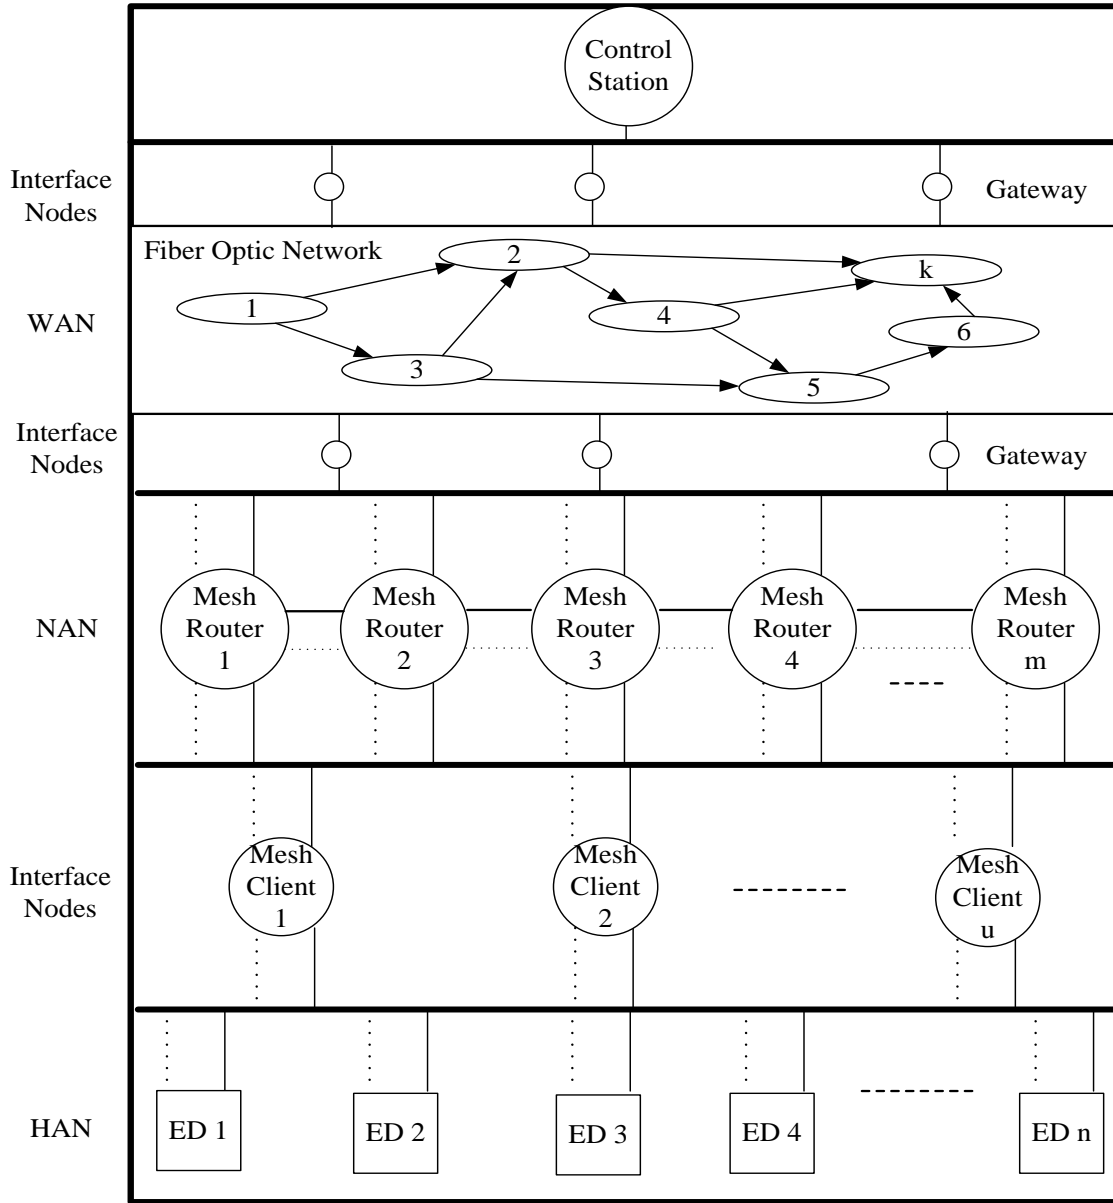 Control
Station
Interface
Nodes
Gateway
Fiber Optic Network
WAN
1
2
3
4
5
6
k
Interface
Nodes
Gateway
NAN
Mesh
Router
1
Mesh
Router
2
Mesh
Router
3
Mesh
Router
4
Mesh
Router
m
Interface
Nodes
Mesh
Client
1
Mesh
Client
2
Mesh
Client
u
HAN
ED 1
ED 2
ED 3
ED 4
ED n